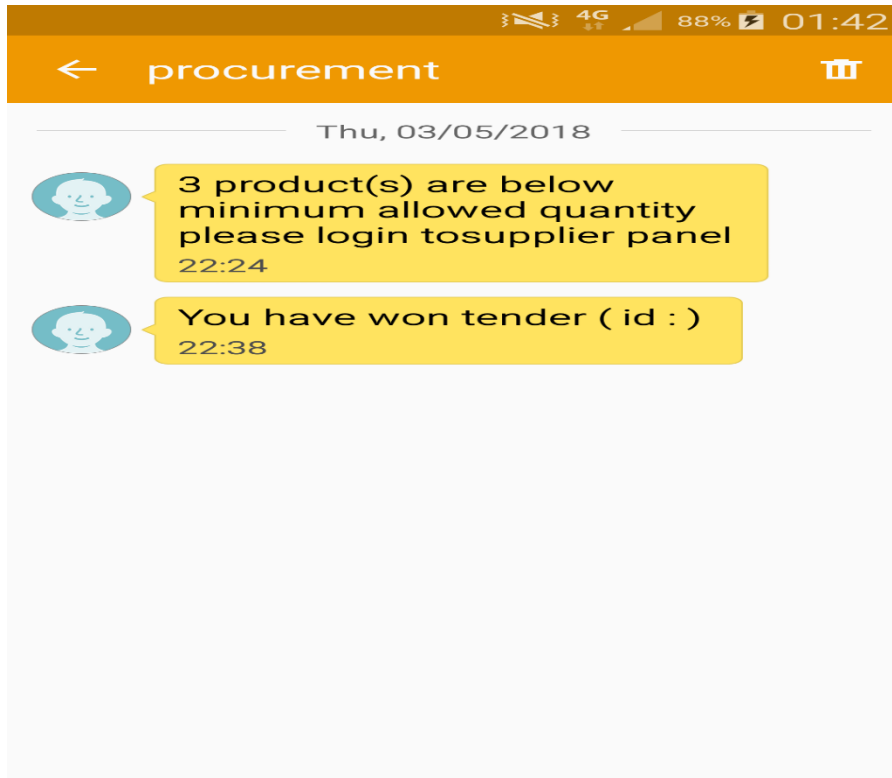 4G 88% 01:42
procurement
Thu, 03/05/2018
3 product(s) are below
minimum allowed quantity
please login tosupplier panel
22:24
You have won tender ( id : )
22:38